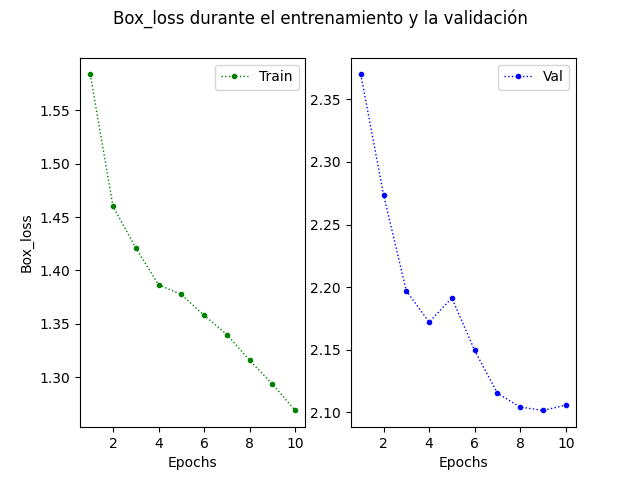 Box_loss durante el entrenamiento y la validación
Train
1.55
1.50
1.45
1.40
1.35
1.30
Box_loss
2 4 6 8 10
Epochs
Val
2.35
2.30
2.25
2.20
2.15
2.10
2 4 6 8 10
Epochs